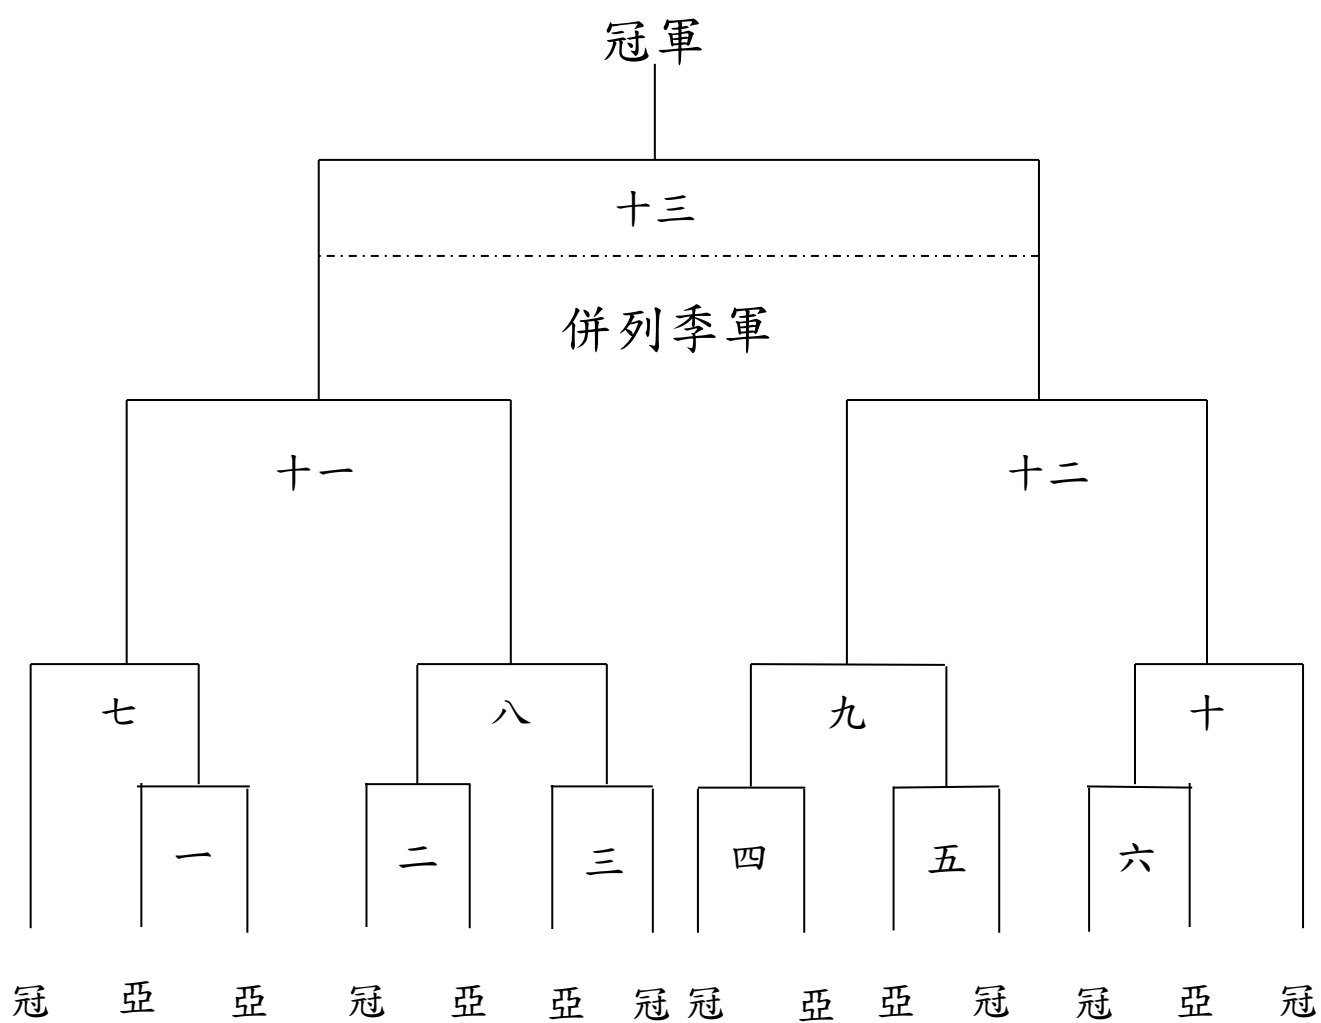 冠軍
十三
併列季軍
十一 十二
七 八 九 十
一 二 三 四 五 六
冠 亞 亞 冠 亞 亞 冠 冠 亞 亞 冠 冠 亞 冠